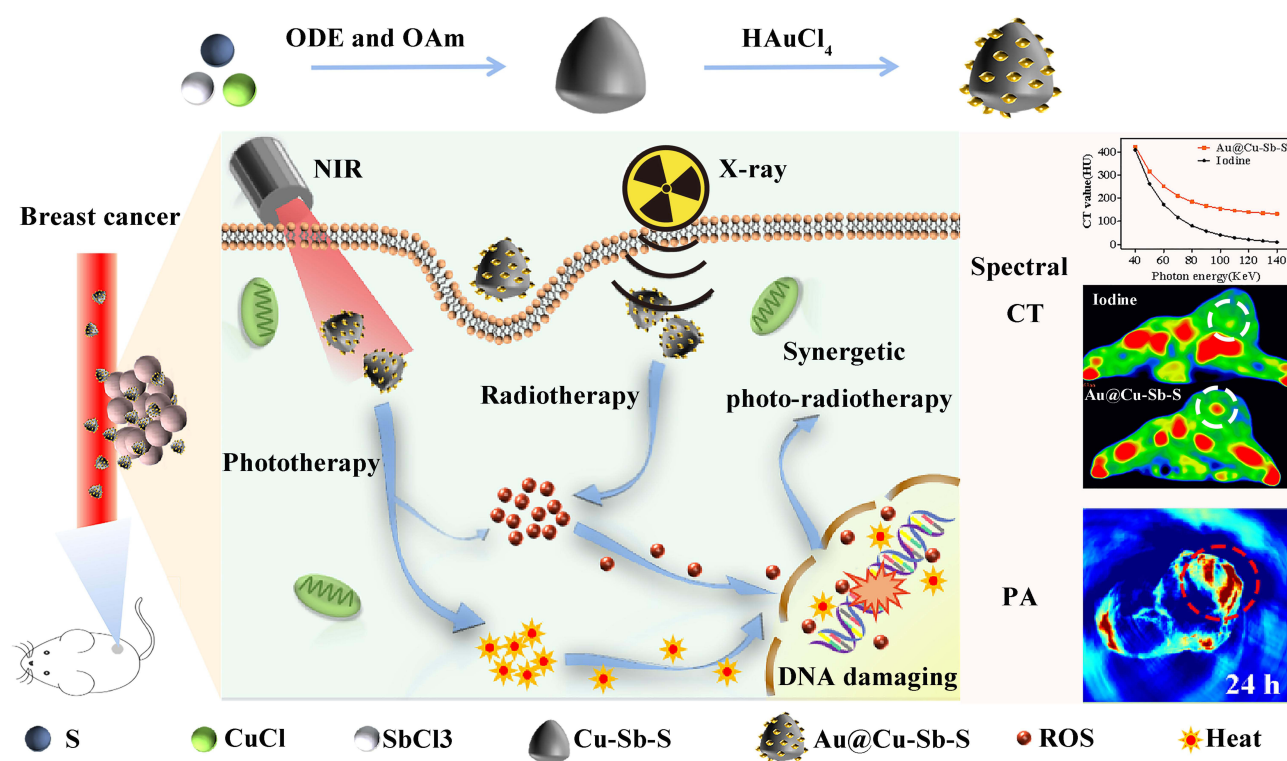 ODE and OAm
HAuCl4
Breast cancer
NIR
X-ray
Phototherapy
Radiotherapy
Synergetic
photo-radiotherapy
DNA damaging
Spectral
CT
CT value(HU)
400
300
200
100
0
Au@Cu-Sb-S
Iodine
40 60 80 100 120 140
Photon energy(KeV)
Iodine
Au@Cu-Sb-S
PA
24 h
S
CuCl
SbCl3
Cu-Sb-S
Au@Cu-Sb-S
ROS
Heat